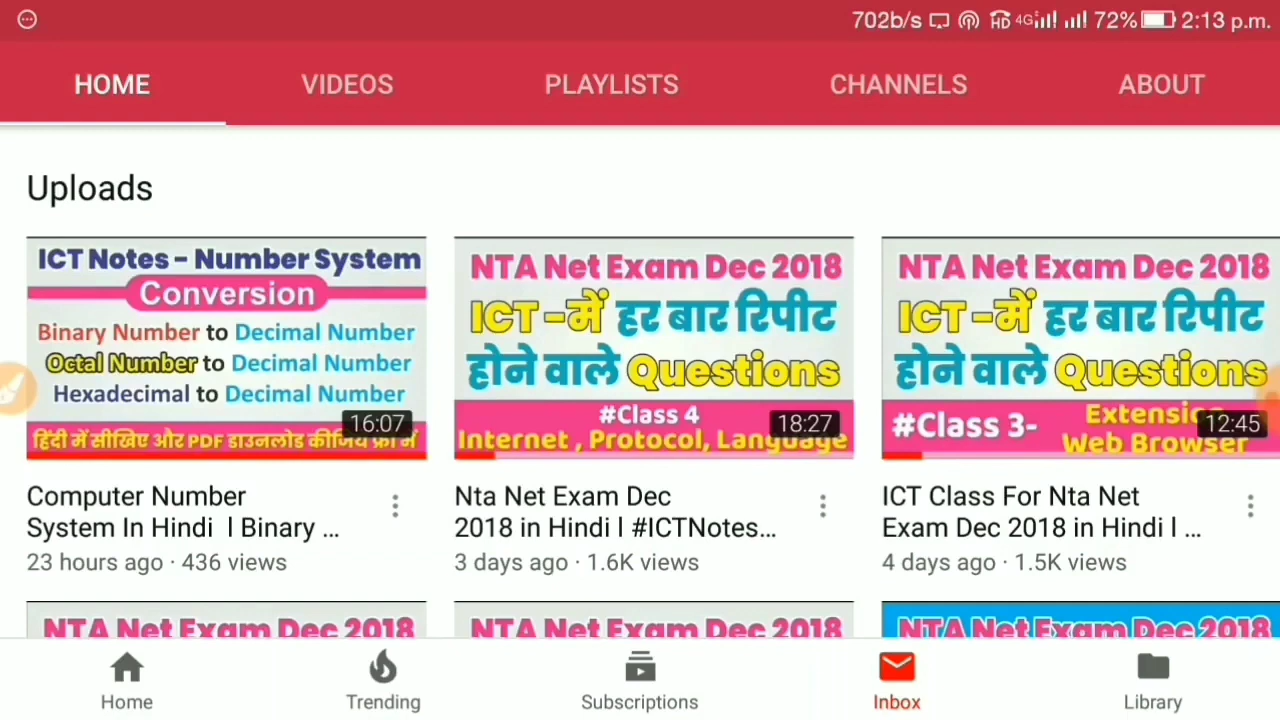 702b/s HD 4G 72% 2:13 p.m.
HOME VIDEOS PLAYLISTS CHANNELS ABOUT
Uploads
ICT Notes - Number System
Conversion
Binary Number to Decimal Number
Octal Number to Decimal Number
Hexadecimal to Decimal Number
16:07
हिंदी में सीखिए और PDF डाउनलोड कीजिये फ्री में
Computer Number
System In Hindi l Binary ...
23 hours ago · 436 views
NTA Net Exam Dec 2018
ICT -में हर बार रिपीट
होने वाले Questions
#Class 4
18:27
Internet , Protocol, Language
Nta Net Exam Dec
2018 in Hindi l #ICTNotes...
3 days ago · 1.6K views
NTA Net Exam Dec 2018
ICT -में हर बार रिपीट
होने वाले Questions
#Class 3- Extension
12:45
Web Browser
ICT Class For Nta Net
Exam Dec 2018 in Hindi l ...
4 days ago · 1.5K views
NTA Net Exam Dec 2018
NTA Net Exam Dec 2018
NTA Net Exam Dec 2018
Home Trending Subscriptions Inbox Library